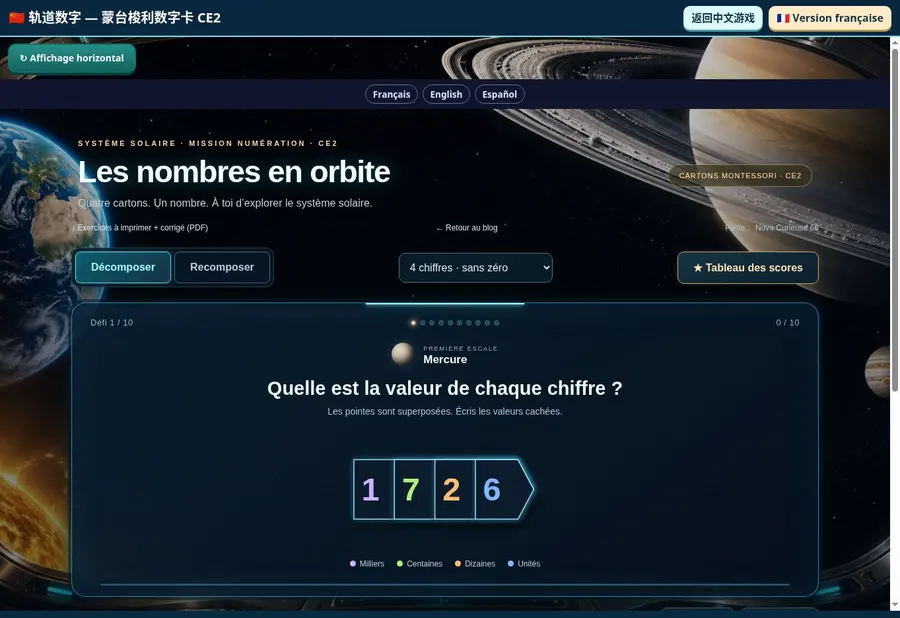 🇨🇳 轨道数字 — 蒙台梭利数字卡 CE2
返回中文游戏
🇫🇷 Version française
↻ Affichage horizontal
Français
English
Español
SYSTÈME SOLAIRE · MISSION NUMÉRATION · CE2
Les nombres en orbite
CARTONS MONTESSORI · CE2
Quatre cartons. Un nombre. À toi d'explorer le système solaire.
↓ Exercices à imprimer + corrigé (PDF)
← Retour au blog
Pilote : Nova Curieuse
Décomposer
Recomposer
4 chiffres · sans zéro
★ Tableau des scores
Défi 1 / 10
0 / 10
PREMIÈRE ESCALE
Mercure
Quelle est la valeur de chaque chiffre ?
Les pointes sont superposées. Écris les valeurs cachées.
1 7 2 6
Milliers
Centaines
Dizaines
Unités